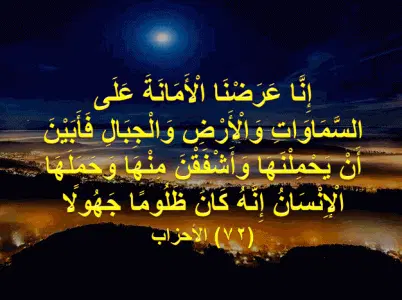 إِنَّا عَرَضْنَا الْأَمَانَةَ عَلَى
السَّمَاوَاتِ وَالْأَرْضِ وَالْجِبَالِ فَأَبَيْنَ
أَنْ يَحْمِلْنَهَا وَأَشْفَقْنَ مِنْهَا وَحَمَلَهَا
الْإِنْسَانُ إِنَّهُ كَانَ ظَلُومًا جَهُولًا
(٧٢) الأحزاب